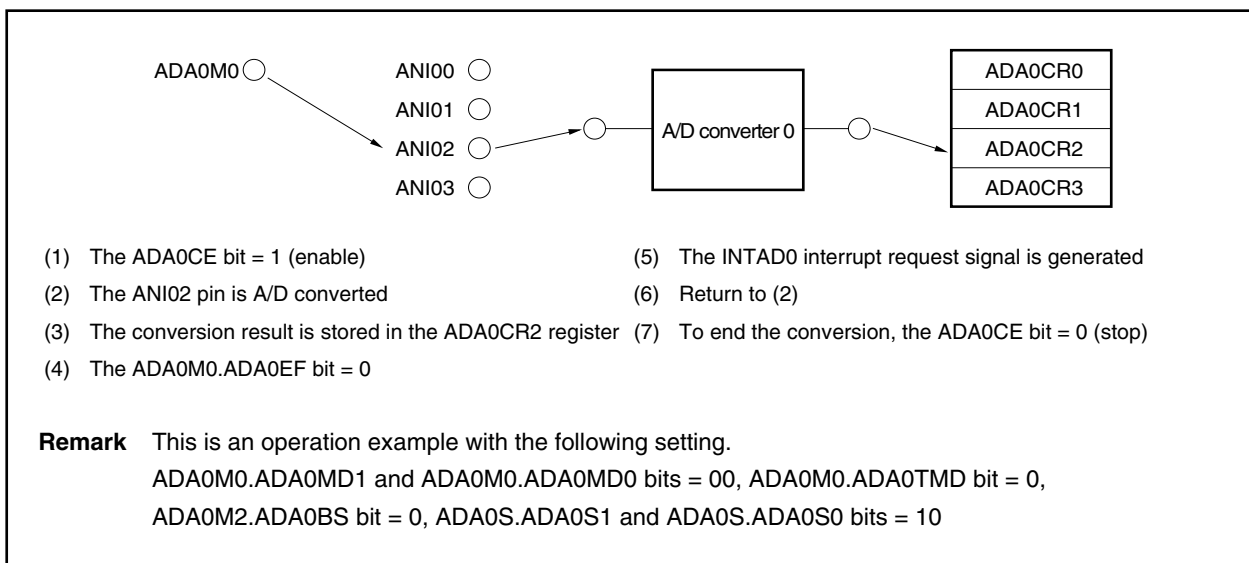 ADA0M0
ANI00
ANI01
ANI02
ANI03
A/D converter 0
ADA0CR0
ADA0CR1
ADA0CR2
ADA0CR3
(1) The ADA0CE bit = 1 (enable)
(2) The ANI02 pin is A/D converted
(3) The conversion result is stored in the ADA0CR2 register
(4) The ADA0M0.ADA0EF bit = 0
(5) The INTAD0 interrupt request signal is generated
(6) Return to (2)
(7) To end the conversion, the ADA0CE bit = 0 (stop)
Remark This is an operation example with the following setting.
ADA0M0.ADA0MD1 and ADA0M0.ADA0MD0 bits = 00, ADA0M0.ADA0TMD bit = 0,
ADA0M2.ADA0BS bit = 0, ADA0S.ADA0S1 and ADA0S.ADA0S0 bits = 10